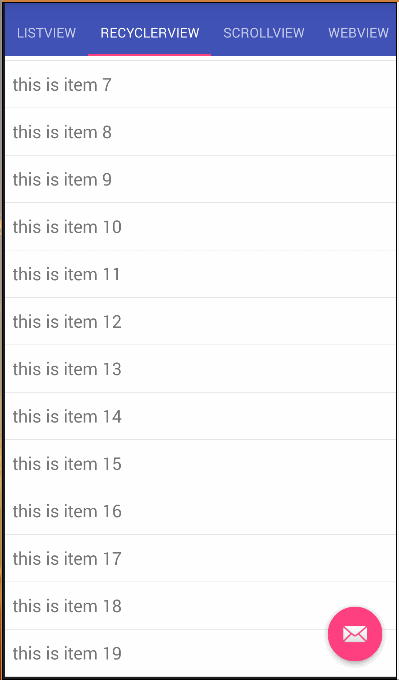 LISTVIEW RECYCLERVIEW SCROLLVIEW WEBVIEW
this is item 7
this is item 8
this is item 9
this is item 10
this is item 11
this is item 12
this is item 13
this is item 14
this is item 15
this is item 16
this is item 17
this is item 18
this is item 19